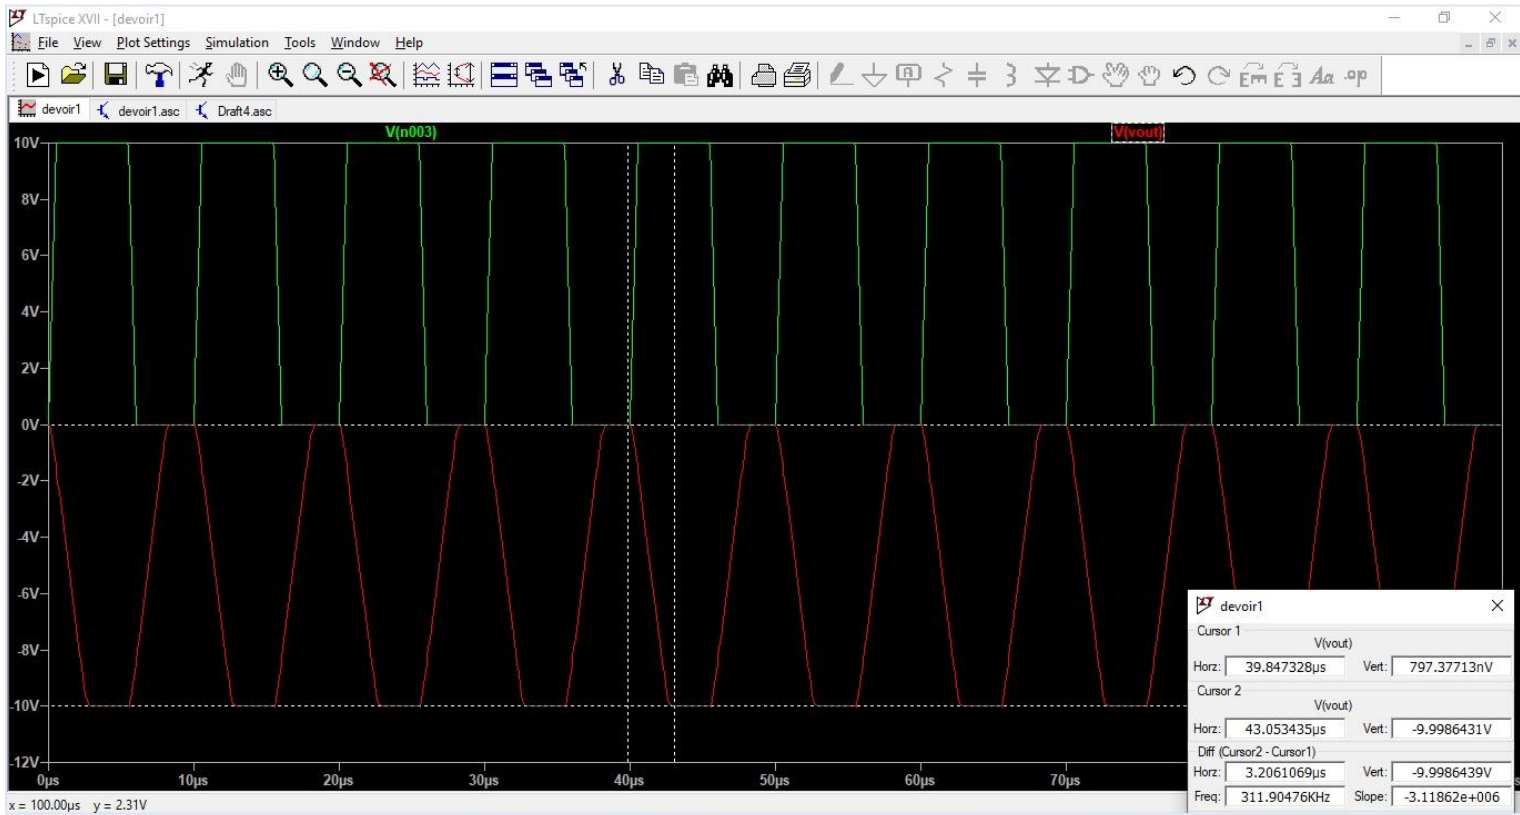 LTspice XVII - [devoir1]
File View Plot Settings Simulation Tools Window Help
Aa .op
devoir1 devoir1.asc Draft4.asc
V(n003) V(vout)
10V
8V
6V
4V
2V
0V
-2V
-4V
-6V
-8V
-10V
-12V
0µs 10µs 20µs 30µs 40µs 50µs 60µs 70µs
devoir1
Cursor 1
V(vout)
Horz: 39.847328µs Vert: 797.37713nV
Cursor 2
V(vout)
Horz: 43.053435µs Vert: -9.9986431V
Diff (Cursor2 - Cursor1)
Horz: 3.2061069µs Vert: -9.9986439V
Freq: 311.90476KHz Slope: -3.11862e+006
x = 100.00µs y = 2.31V